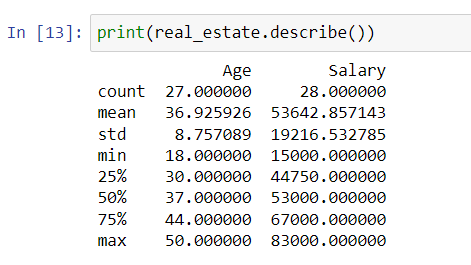 In [13]: print(real_estate.describe())
Age Salary
count 27.000000 28.000000
mean 36.925926 53642.857143
std 8.757089 19216.532785
min 18.000000 15000.000000
25% 30.000000 44750.000000
50% 37.000000 53000.000000
75% 44.000000 67000.000000
max 50.000000 83000.000000